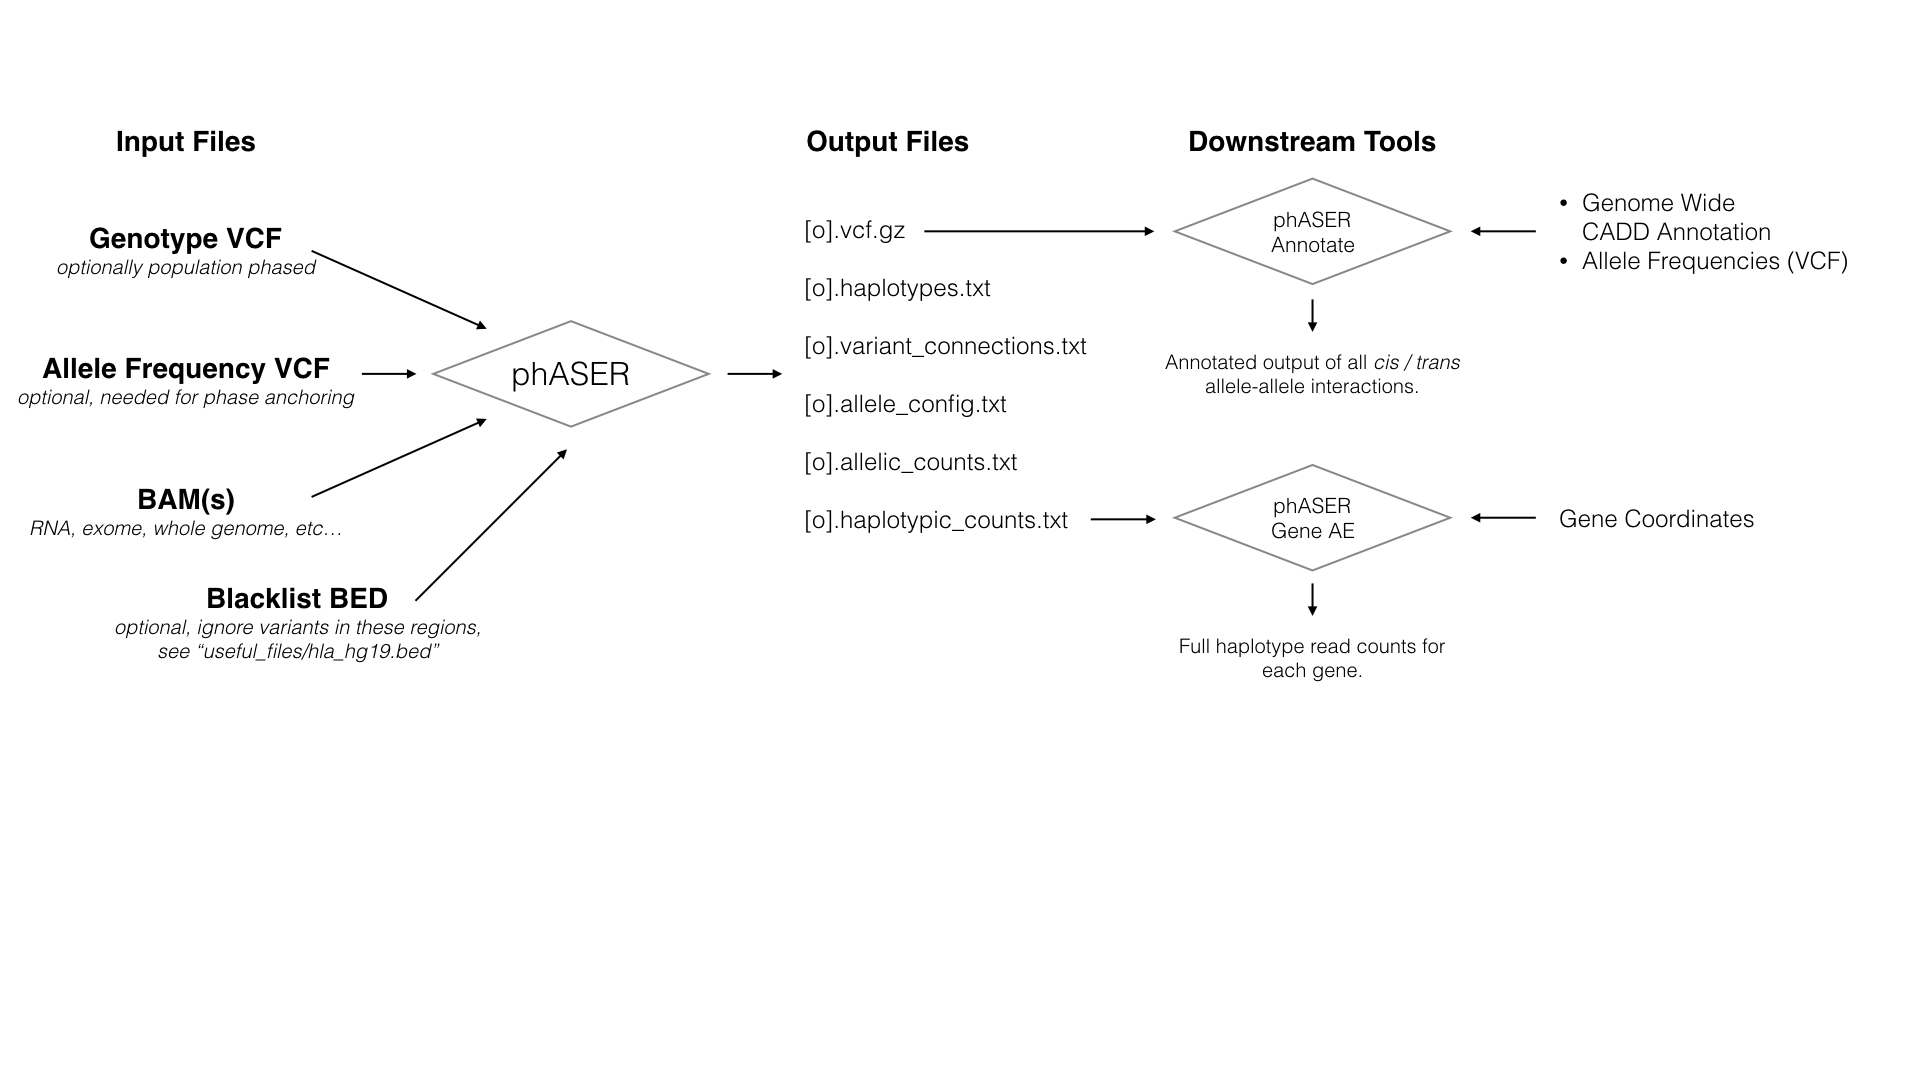 Input Files
Genotype VCF
optionally population phased
Allele Frequency VCF
optional, needed for phase anchoring
BAM(s)
RNA, exome, whole genome, etc…
Blacklist BED
optional, ignore variants in these regions,
see “useful_files/hla_hg19.bed”
phASER
Output Files
[o].vcf.gz
[o].haplotypes.txt
[o].variant_connections.txt
[o].allele_config.txt
[o].allelic_counts.txt
[o].haplotypic_counts.txt
Downstream Tools
phASER
Annotate
• Genome Wide
CADD Annotation
• Allele Frequencies (VCF)
Annotated output of all cis / trans
allele-allele interactions.
phASER
Gene AE
Gene Coordinates
Full haplotype read counts for
each gene.